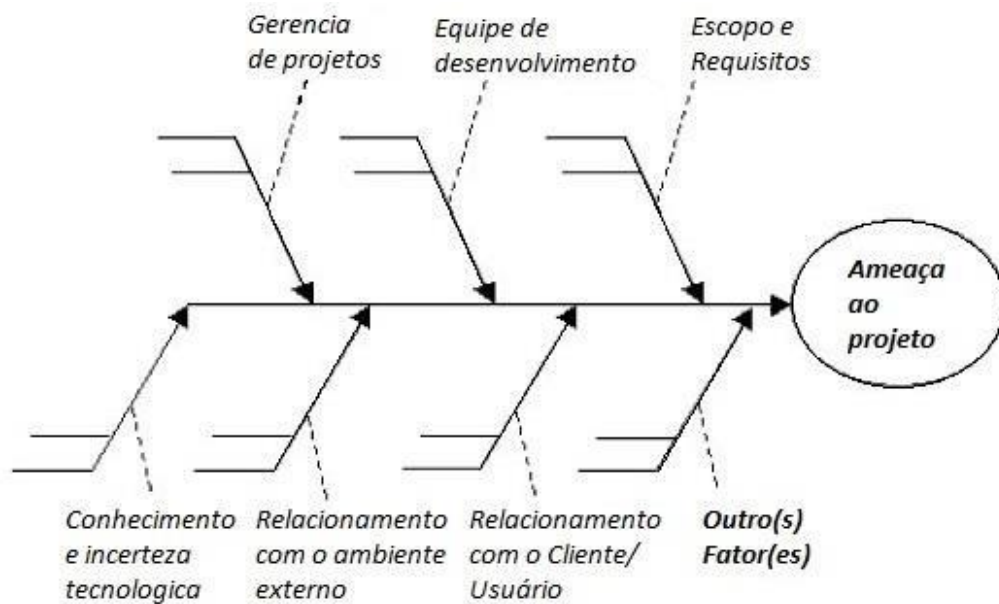 Gerencia
de projetos
Equipe de
desenvolvimento
Escopo e
Requisitos
Ameaça
ao
projeto
Conhecimento
e incerteza
tecnologica
Relacionamento
com o ambiente
externo
Relacionamento
com o Cliente/
Usuário
Outro(s)
Fator(es)